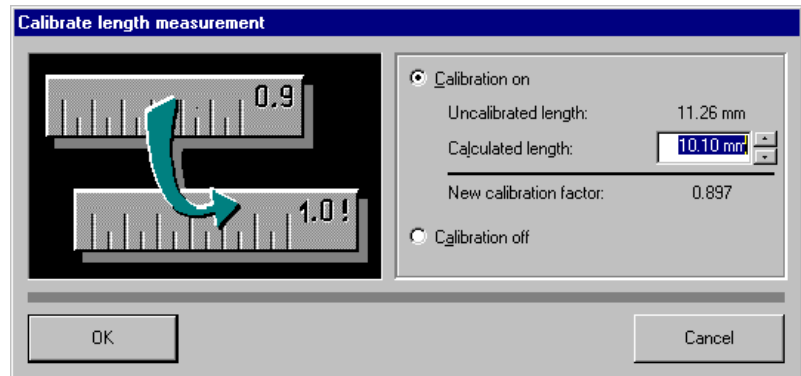 Calibrate length measurement
0.9
1.0!
Calibration on
Uncalibrated length: 11.26 mm
Calculated length: 10.10 mm
New calibration factor: 0.897
Calibration off
OK Cancel